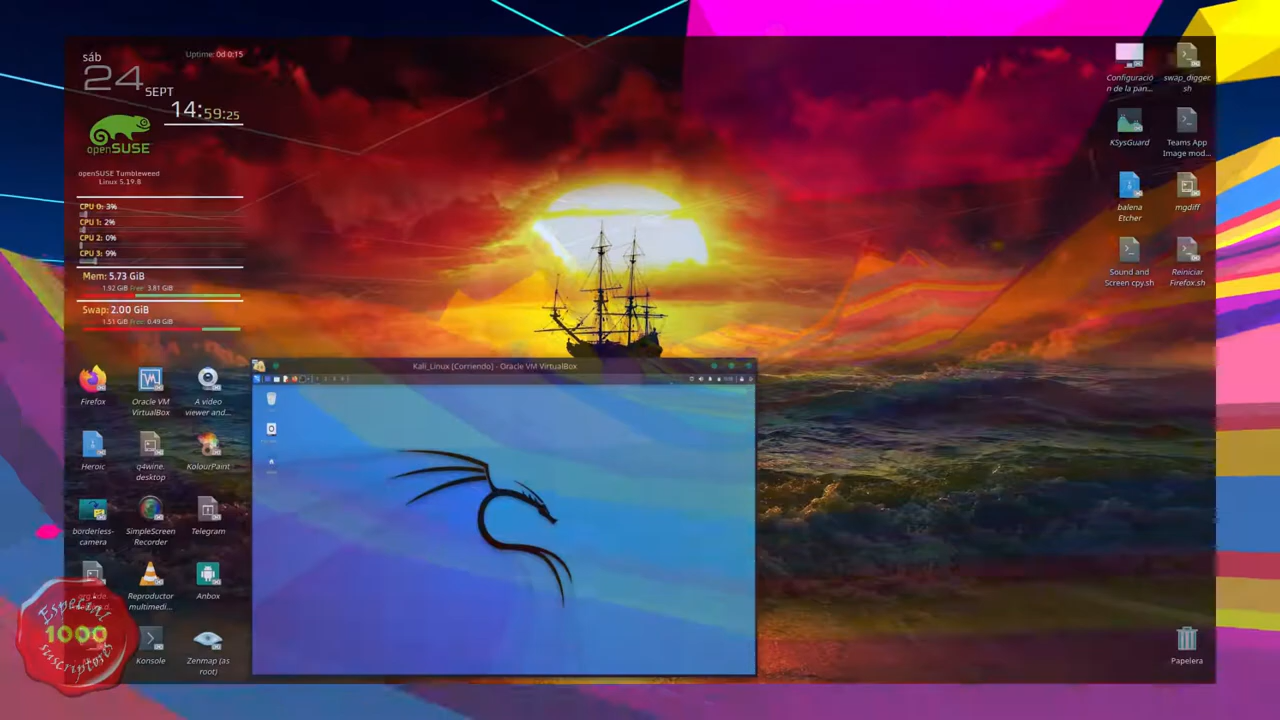 sáb
Uptime: 0d 0:15
24
SEPT
14:59:25
openSUSE
openSUSE Tumbleweed
Linux 5.19.8
CPU 0: 3%
CPU 1: 2%
CPU 2: 0%
CPU 3: 9%
Mem: 5.73 GiB
1.92 GiB Free: 3.81 GiB
Swap: 2.00 GiB
1.51 GiB Free: 0.49 GiB
Firefox
Oracle VM
VirtualBox
A video
viewer and...
Heroic
q4wine.
desktop
KolourPaint
borderless-
camera
SimpleScreen
Recorder
Telegram
Reproductor
multimedi...
Anbox
Konsole
Zenmap (as
root)
Especial
1000
suscriptores
Kali_Linux [Corriendo] - Oracle VM VirtualBox
Configuració
n de la pan...
swap_digger.
sh
KSysGuard
Teams App
Image mod...
balena
Etcher
mgdiff
Sound and
Screen cpy.sh
Reiniciar
Firefox.sh
Papelera